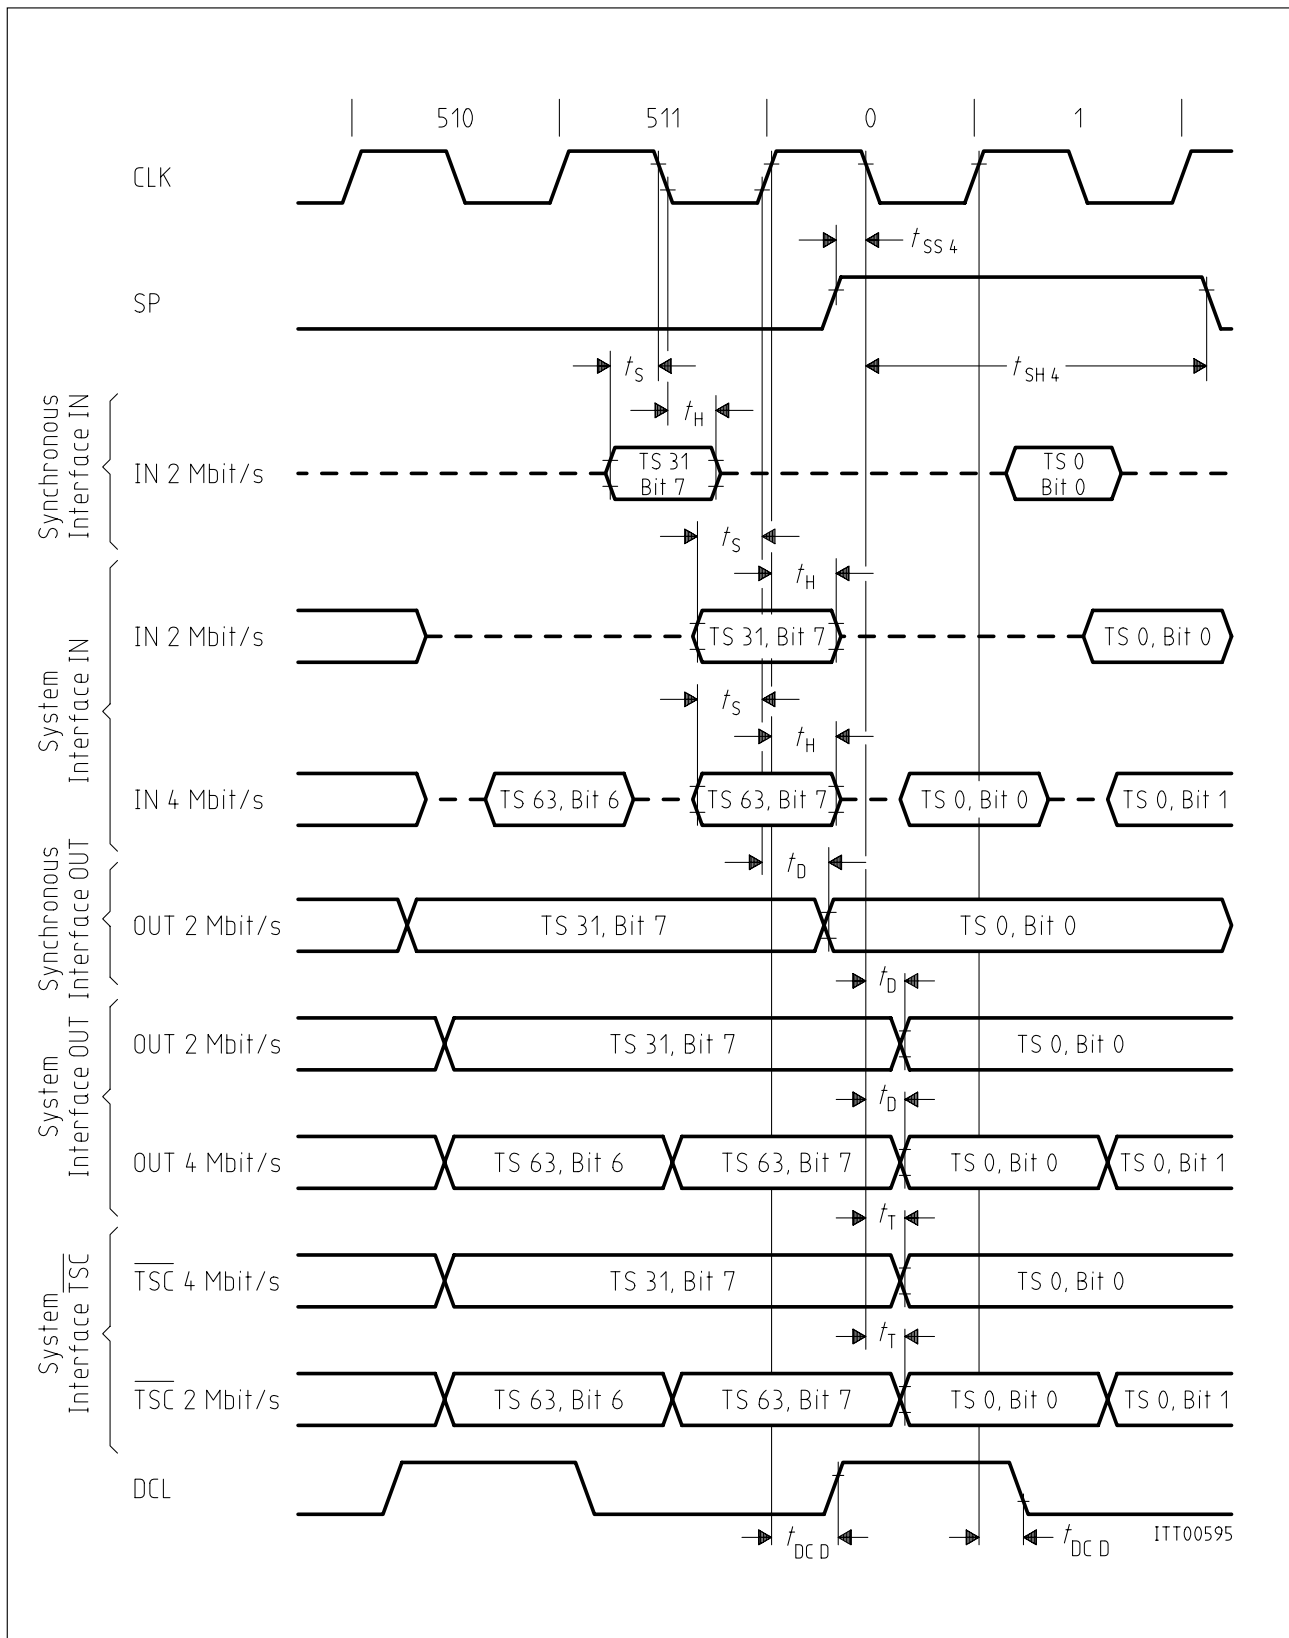 510 511 0 1
CLK
t SS 4
SP
t S t SH 4
t H
Synchronous
Interface IN
IN 2 Mbit/s TS 31 TS 0
Bit 7 Bit 0
t S
t H
System
Interface IN
IN 2 Mbit/s TS 31, Bit 7 TS 0, Bit 0
t S
t H
IN 4 Mbit/s TS 63, Bit 6 TS 63, Bit 7 TS 0, Bit 0 TS 0, Bit 1
t D
Synchronous
Interface OUT
OUT 2 Mbit/s TS 31, Bit 7 TS 0, Bit 0
t D
System
Interface OUT
OUT 2 Mbit/s TS 31, Bit 7 TS 0, Bit 0
t D
OUT 4 Mbit/s TS 63, Bit 6 TS 63, Bit 7 TS 0, Bit 0 TS 0, Bit 1
t T
System
Interface T̅S̅C̅
T̅S̅C̅ 4 Mbit/s TS 31, Bit 7 TS 0, Bit 0
t T
T̅S̅C̅ 2 Mbit/s TS 63, Bit 6 TS 63, Bit 7 TS 0, Bit 0 TS 0, Bit 1
DCL
t DC D t DC D ITT00595